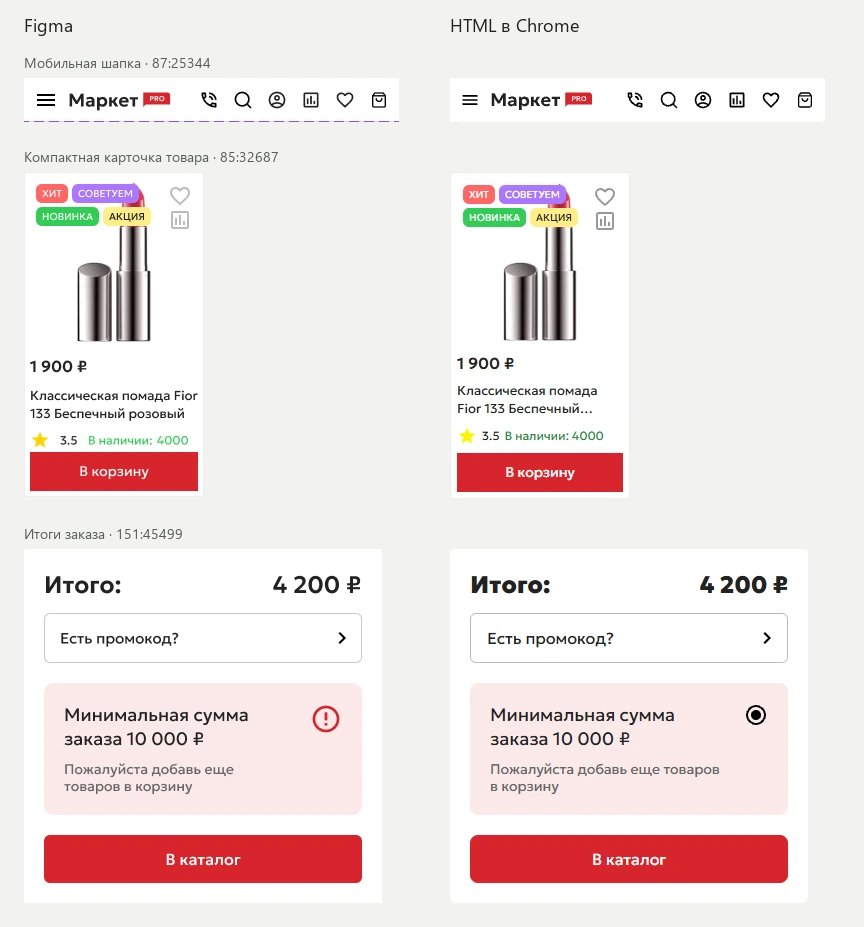 Figma
HTML в Chrome
Мобильная шапка · 87:25344
Маркет PRO
Маркет PRO
Компактная карточка товара · 85:32687
ХИТ СОВЕТУЕМ
НОВИНКА АКЦИЯ
1 900 ₽
Классическая помада Fior
133 Беспечный розовый
3.5 В наличии: 4000
В корзину
ХИТ СОВЕТУЕМ
НОВИНКА АКЦИЯ
1 900 ₽
Классическая помада
Fior 133 Беспечный...
3.5 В наличии: 4000
В корзину
Итоги заказа · 151:45499
Итого: 4 200 ₽
Есть промокод?
Минимальная сумма
заказа 10 000 ₽
Пожалуйста добавь еще
товаров в корзину
В каталог
Итого: 4 200 ₽
Есть промокод?
Минимальная сумма
заказа 10 000 ₽
Пожалуйста добавь еще товаров
в корзину
В каталог